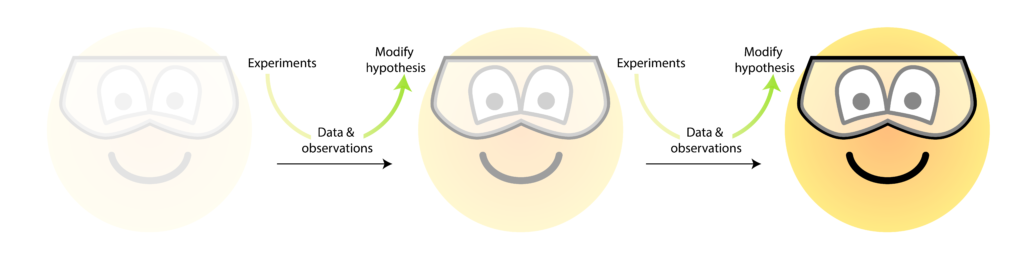 Experiments
Modify
hypothesis
Data &
observations
Experiments
Modify
hypothesis
Data &
observations